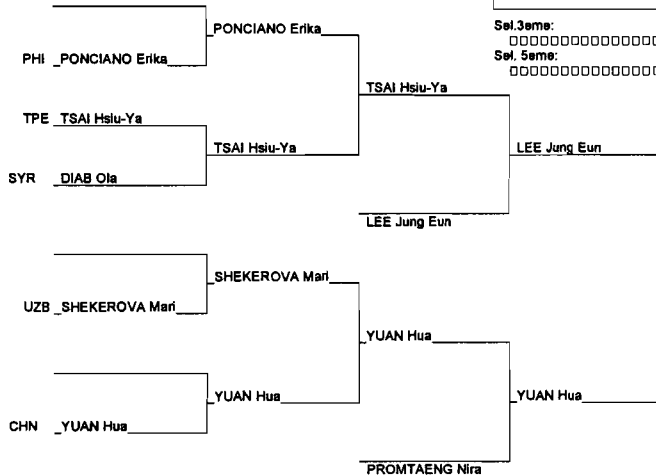 PONCIANO Erika
Sel.3eme:
PHI PONCIANO Erika
Sel. 5eme:
TSAI Hsiu-Ya
TPE TSAI Hsiu-Ya
TSAI Hsiu-Ya
LEE Jung Eun
SYR DIAB Ola
LEE Jung Eun
SHEKEROVA Mari
UZB SHEKEROVA Mari
YUAN Hua
YUAN Hua
YUAN Hua
CHN YUAN Hua
PROMTAENG Nira